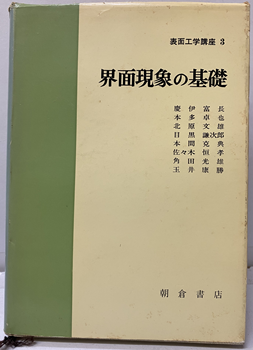 表面工学講座 3
界面現象の基礎
慶伊富長
本多卓也
北原文雄
目黒謙次郎
本間克典
佐々木恒孝
角田光雄
玉井康勝
朝倉書店